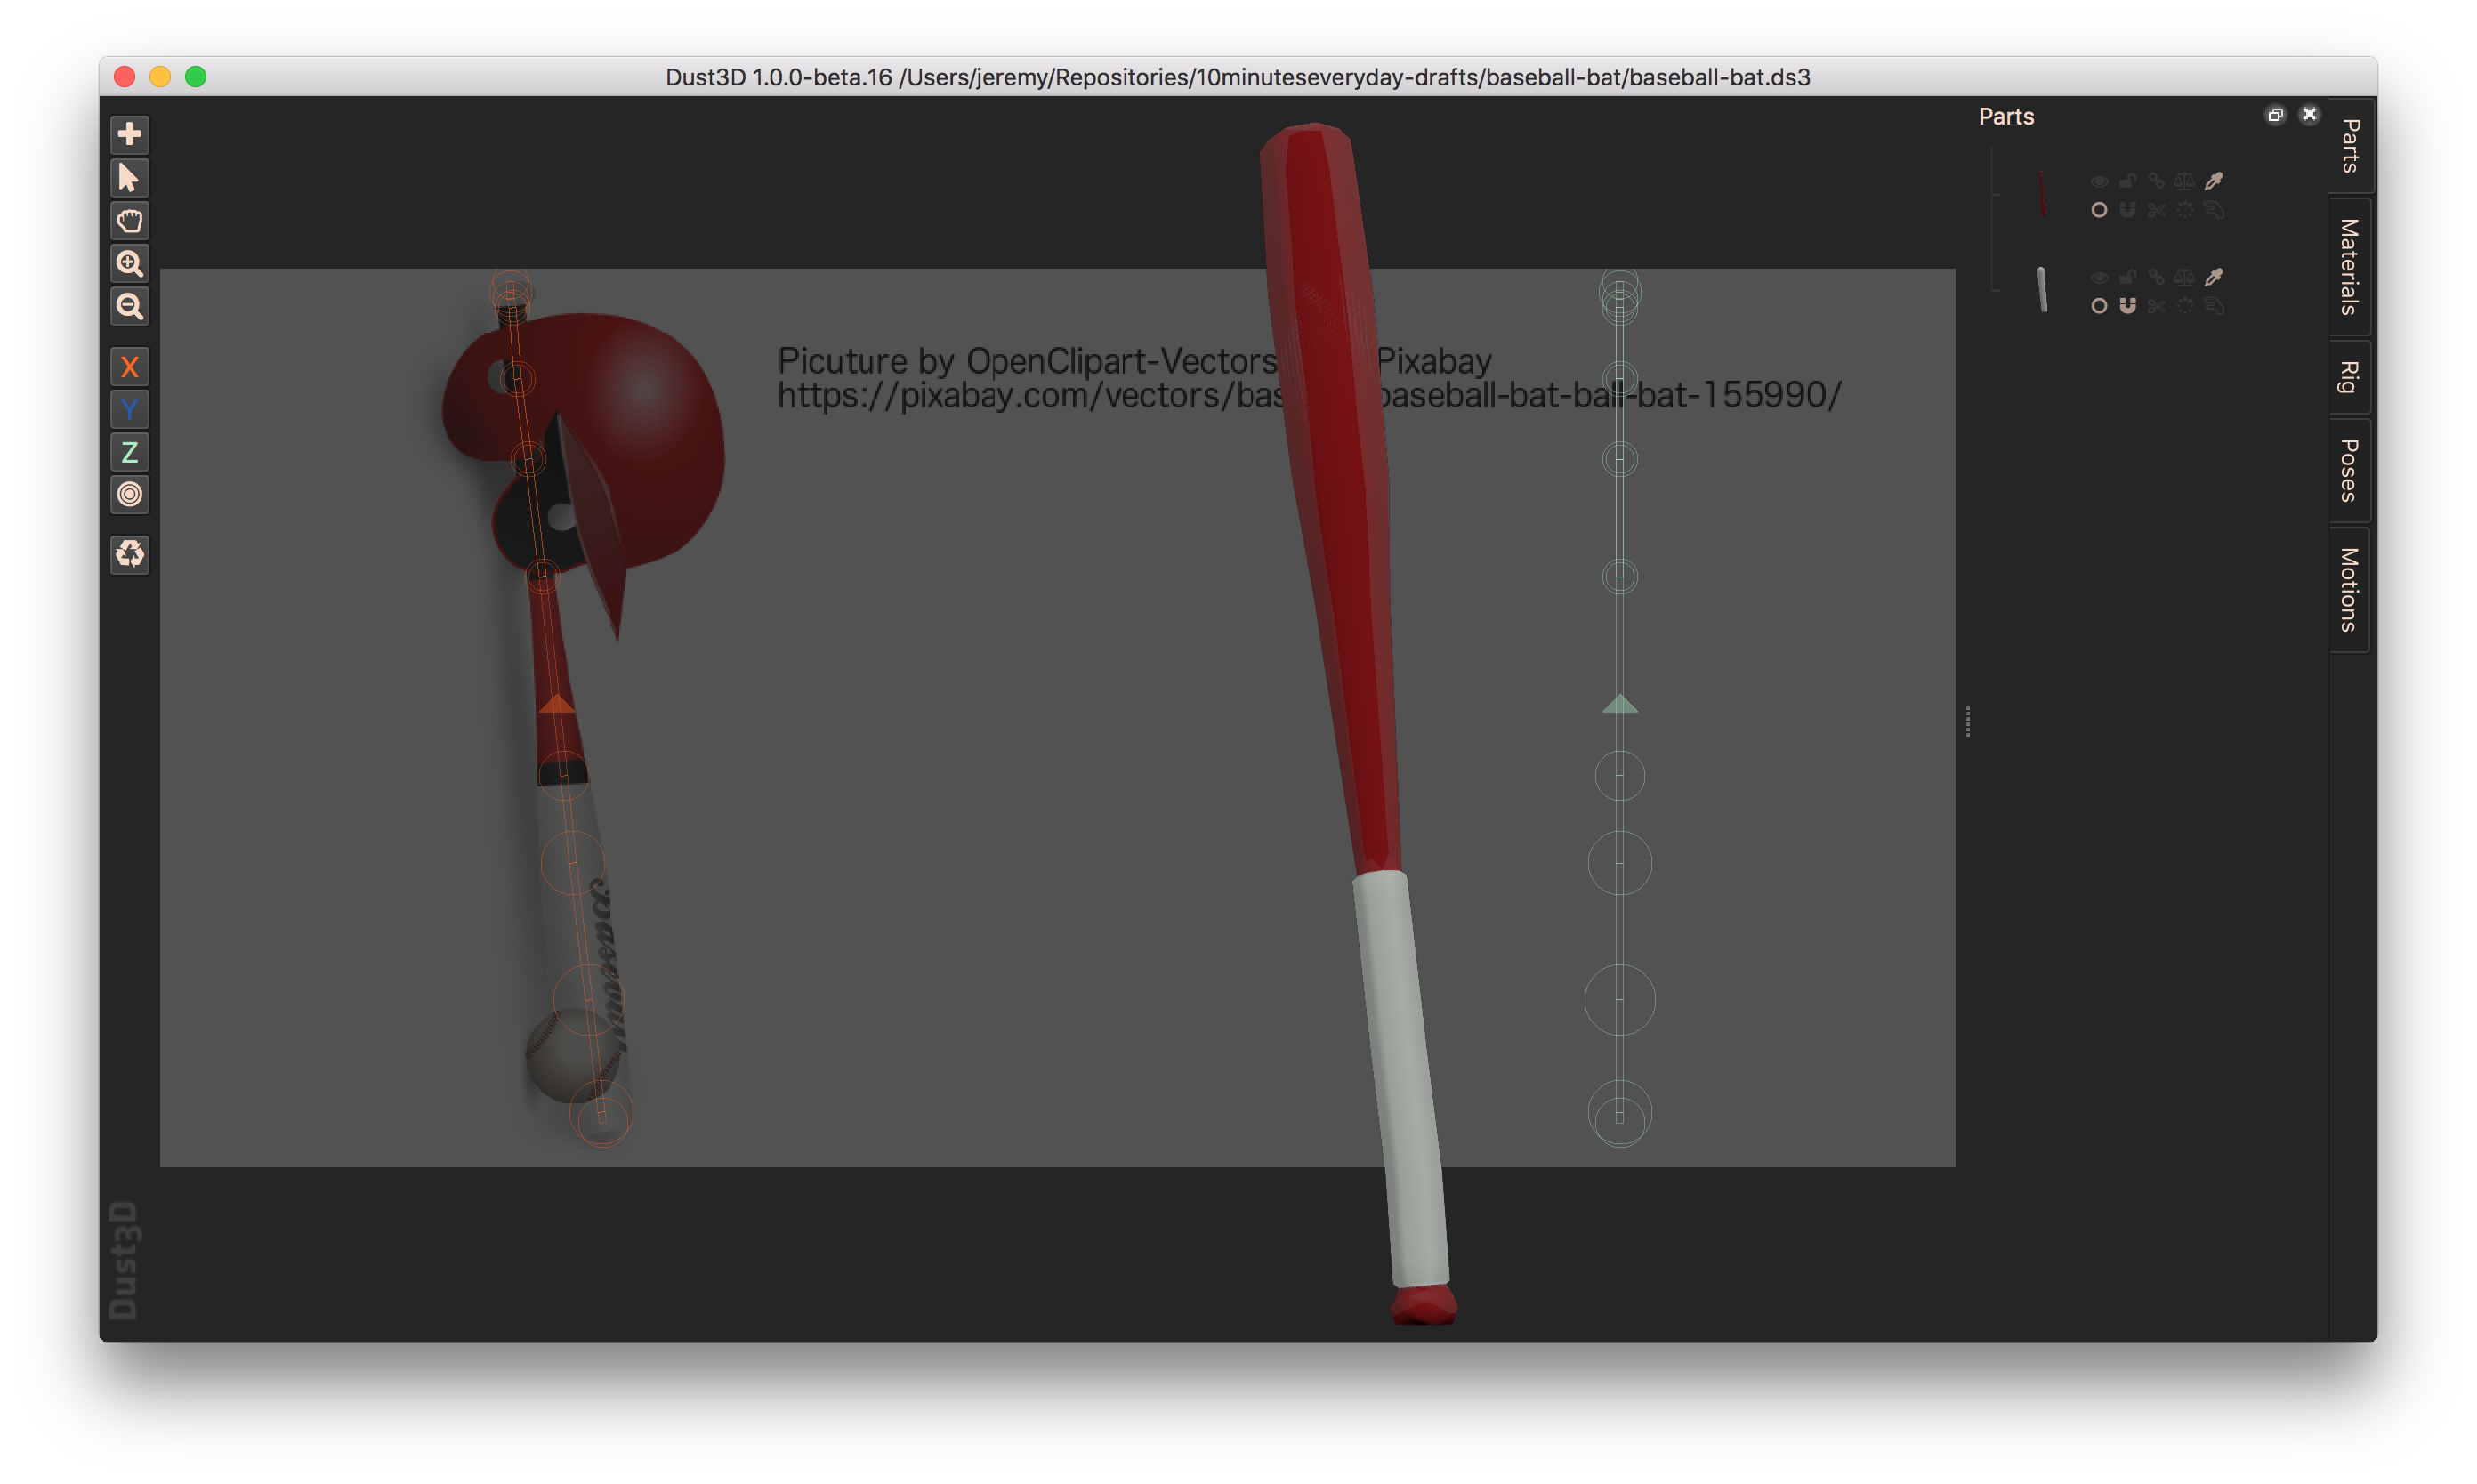 Dust3D 1.0.0-beta.16 /Users/jeremy/Repositories/10minuteseveryday-drafts/baseball-bat/baseball-bat.ds3
Parts
Parts
Materials
Rig
Poses
Motions
X
Y
Z
Picuture by OpenClipart-Vectors Pixabay
https://pixabay.com/vectors/bas baseball-bat-ball-bat-155990/
Dust3D